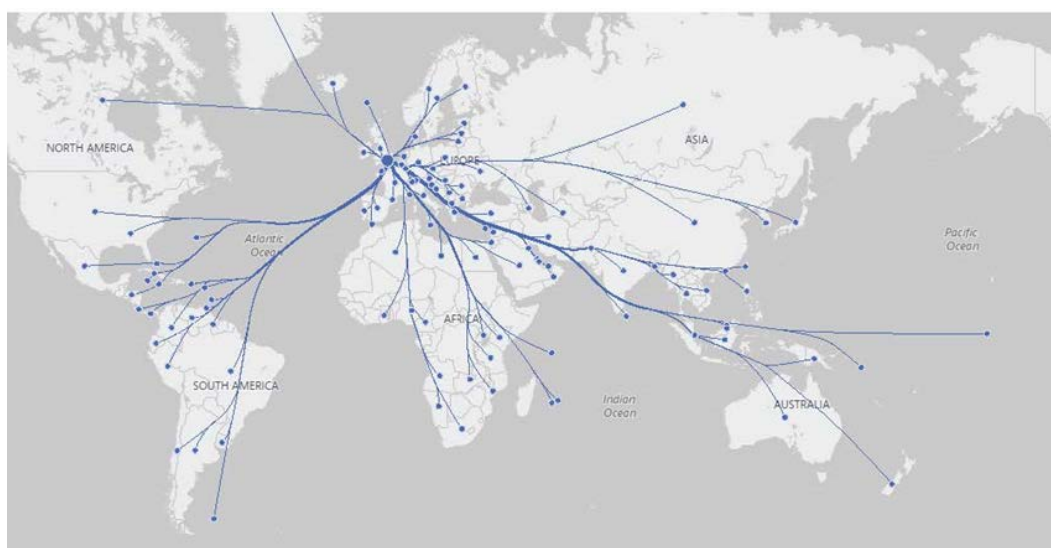 NORTH AMERICA
ASIA
EUROPE
Atlantic
Ocean
Pacific
Ocean
AFRICA
SOUTH AMERICA
Indian
Ocean
AUSTRALIA